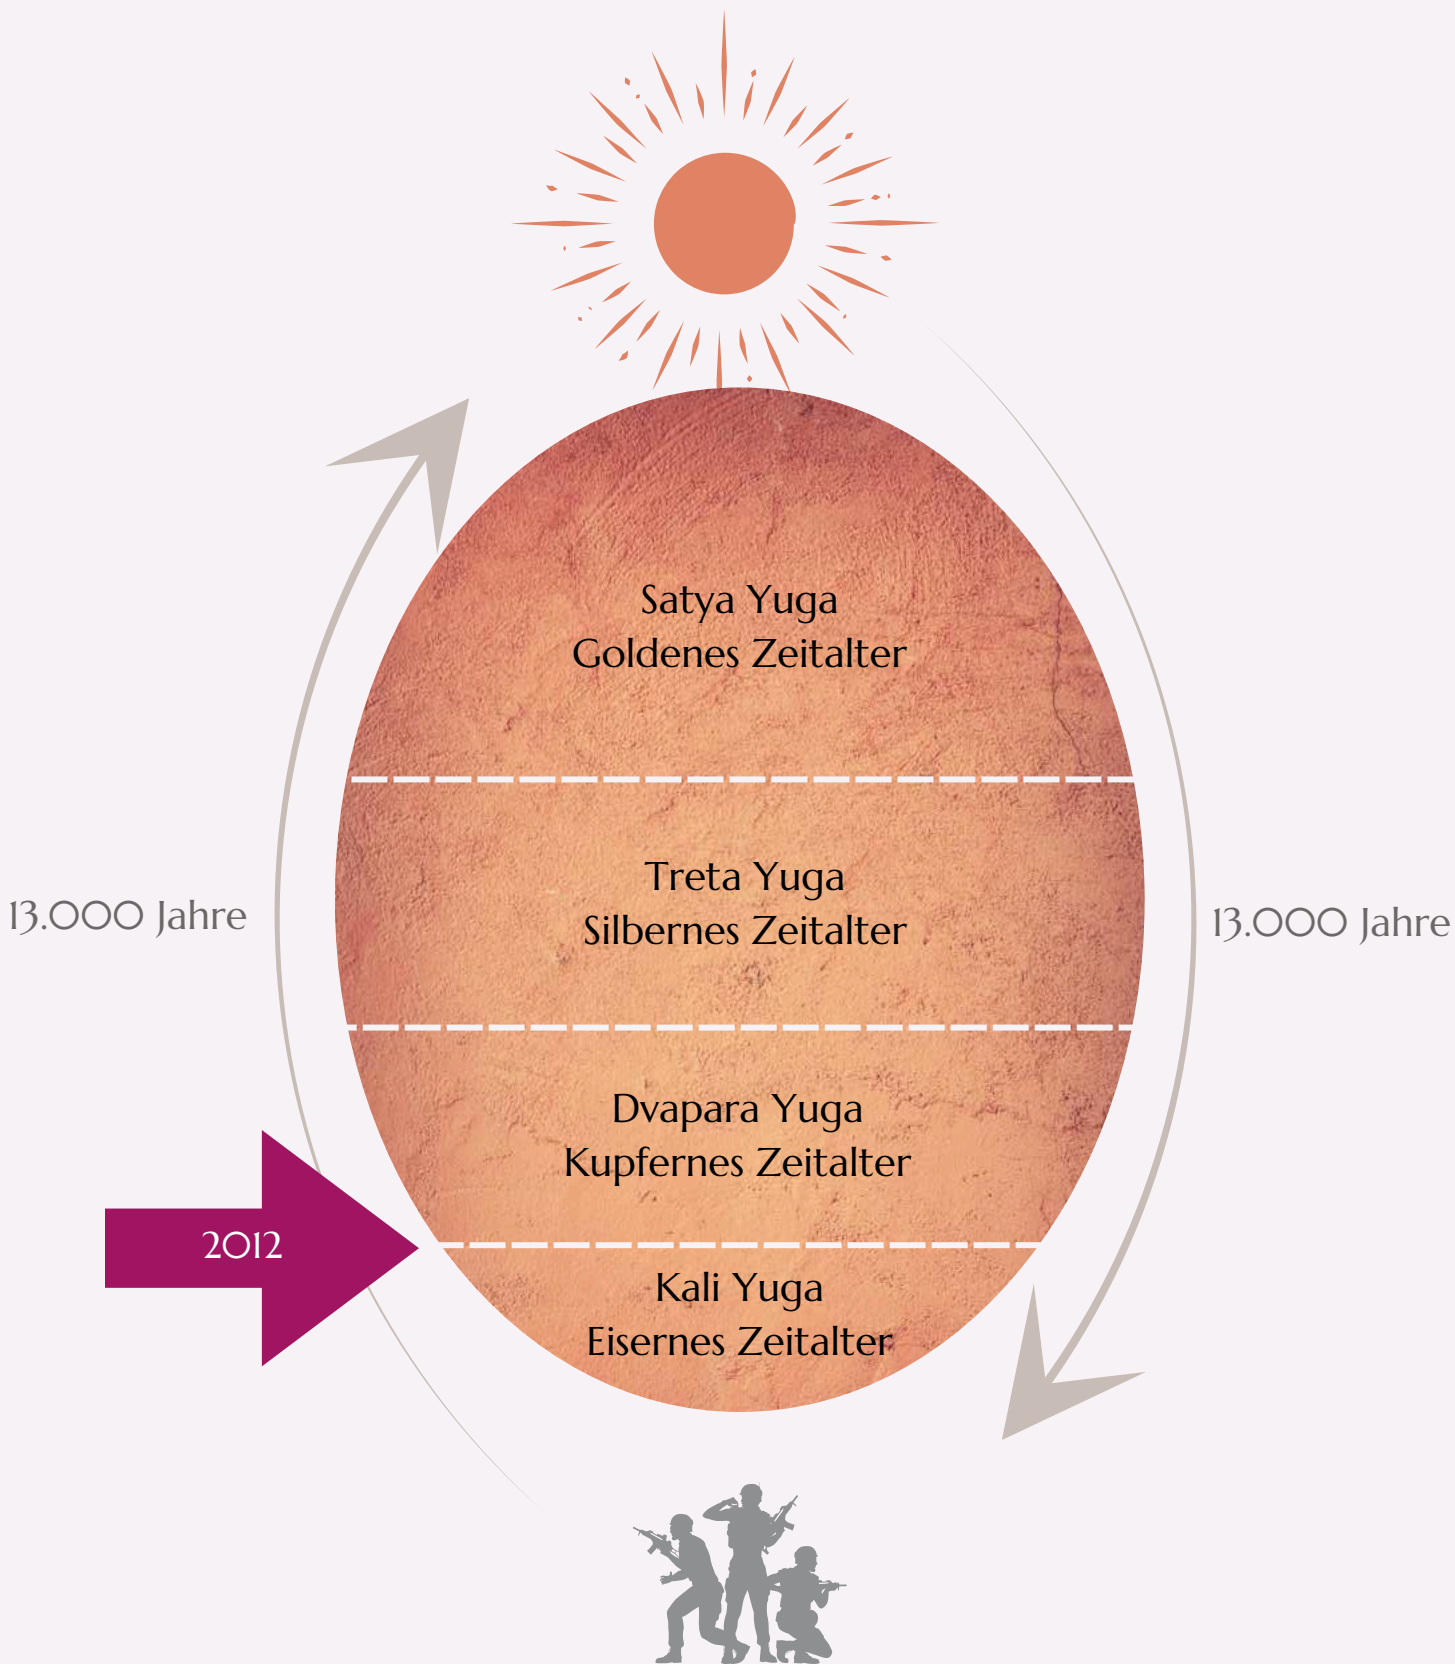 Satya Yuga
Goldenes Zeitalter
Treta Yuga
Silbernes Zeitalter
13.000 Jahre
13.000 Jahre
Dvapara Yuga
Kupfernes Zeitalter
2012
Kali Yuga
Eisernes Zeitalter